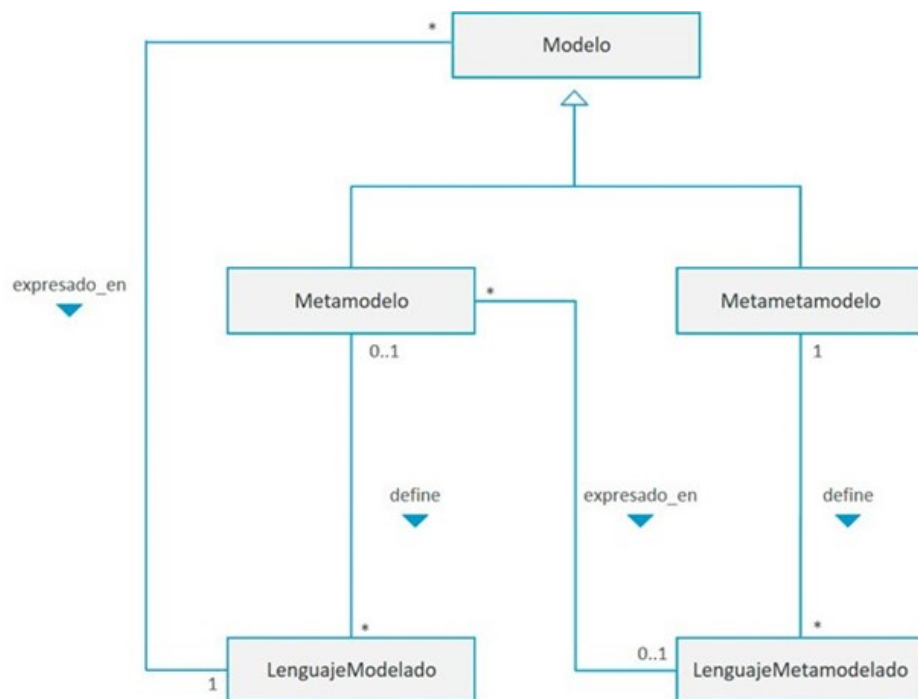 *
Modelo
expresado_en
Metamodelo
*
Metametamodelo
0..1
1
define
expresado_en
define
*
*
LenguajeModelado
0..1
LenguajeMetamodelado
1